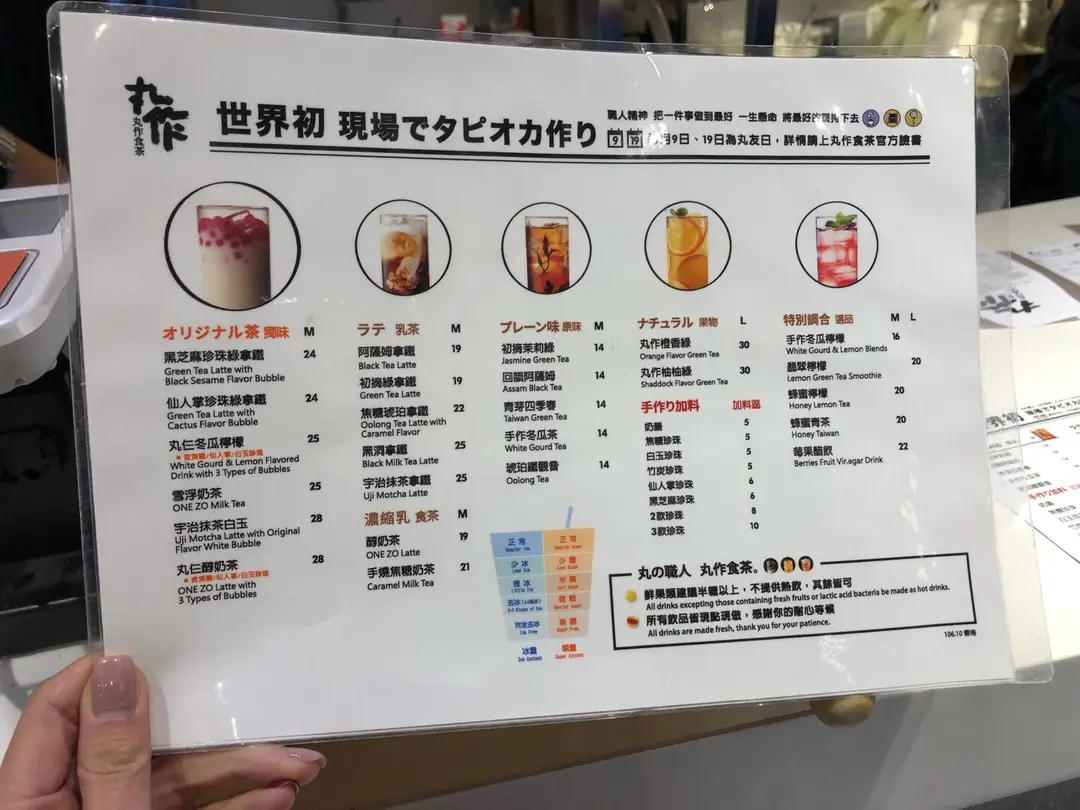 丸作
丸作食茶
世界初 現場でタピオカ作り
職人精神 把一件事做到最好 一生懸命 將最好的
9 19 月9日、19日為丸友日,詳情請上丸作食茶官方臉書
オリジナル茶 獨味 M
黑芝麻珍珠綠拿鐵 24
Green Tea Latte with
Black Sesame Flavor Bubble
仙人掌珍珠綠拿鐵 24
Green Tea Latte with
Cactus Flavor Bubble
丸仨冬瓜檸檬 25
White Gourd & Lemon Flavored
Drink with 3 Types of Bubbles
雪浮奶茶 25
ONE ZO Milk Tea
宇治抹茶白玉 28
Uji Motcha Latte with Original
Flavor White Bubble
丸仨醇奶茶 28
ONE ZO Latte with
3 Types of Bubbles
ラテ 乳茶 M
阿薩姆拿鐵 19
Black Tea Latte
初摘綠拿鐵 19
Green Tea Latte
焦糖琥珀拿鐵 22
Oolong Tea Latte with
Caramel Flavor
黑沺拿鐵 25
Black Milk Tea Latte
宇治抹茶拿鐵 25
Uji Motcha Latte
濃縮乳 食茶 M
醇奶茶 19
ONE ZO Latte
手燒焦糖奶茶 21
Caramel Milk Tea
プレーン味 原味 M
初摘茉莉綠 14
Jasmine Green Tea
回韻阿薩姆 14
Assam Black Tea
青芽四季春 14
Taiwan Green Tea
手作冬瓜茶 14
White Gourd Tea
琥珀鐵觀音 14
Oolong Tea
正常 正常
Regular Ice Regular Sugar
少冰 少糖
Less Ice Less Sugar
微冰 半糖
Little Ice Half Sugar
去冰 微糖
完全去冰 無糖
Ice Free Sugar Free
冰量 糖量
Ice Content Sugar Content
ナチュラル 果物 L
丸作橙香綠 30
Orange Flavor Green Tea
丸作柚柚綠 30
Shaddock Flavor Green Tea
手作り加料 加料區
奶蓋 5
焦糖珍珠 5
白玉珍珠 5
竹炭珍珠 5
仙人掌珍珠 6
黑芝麻珍珠 6
2款珍珠 8
3款珍珠 10
特別調合 選品 M L
手作冬瓜檸檬 16
White Gourd & Lemon Blends
翡翠檸檬 20
Lemon Green Tea Smoothie
蜂蜜檸檬 20
Honey Lemon Tea
蜂蜜青茶 20
Honey Taiwan
莓果醋飲 22
Berries Fruit Vinegar Drink
丸の職人 丸作食茶。
鮮果類建議半糖以上,不提供熱飲,其餘皆可
All drinks excepting those containing fresh fruits or lactic acid bacteria be made as hot drinks.
所有飲品皆現點現做,感謝你的耐心等候
All drinks are made fresh, thank you for your patience.
106.10 香港